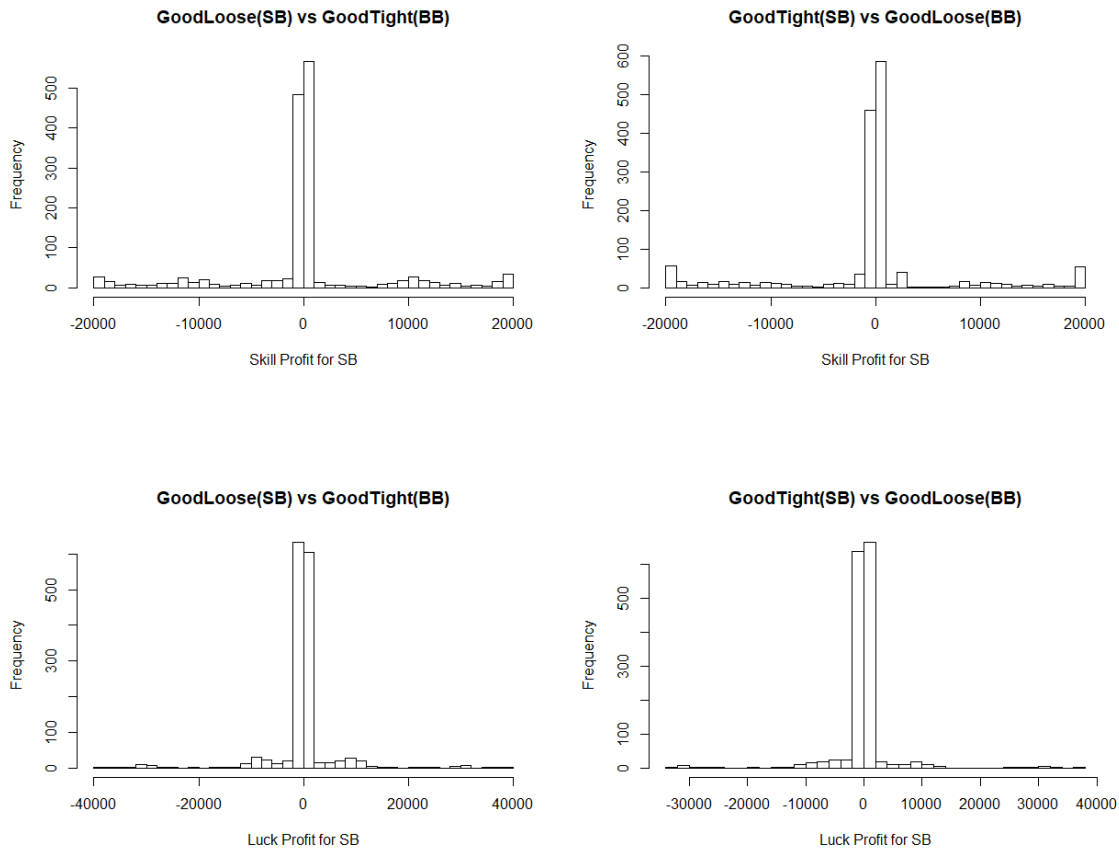 GoodLoose(SB) vs GoodTight(BB)
Frequency
0 100 200 300 400 500
-20000 -10000 0 10000 20000
Skill Profit for SB
GoodTight(SB) vs GoodLoose(BB)
Frequency
0 100 200 300 400 500 600
-20000 -10000 0 10000 20000
Skill Profit for SB
GoodLoose(SB) vs GoodTight(BB)
Frequency
0 100 300 500
-40000 -20000 0 20000 40000
Luck Profit for SB
GoodTight(SB) vs GoodLoose(BB)
Frequency
0 100 300 500
-30000 -10000 0 10000 20000 30000 40000
Luck Profit for SB